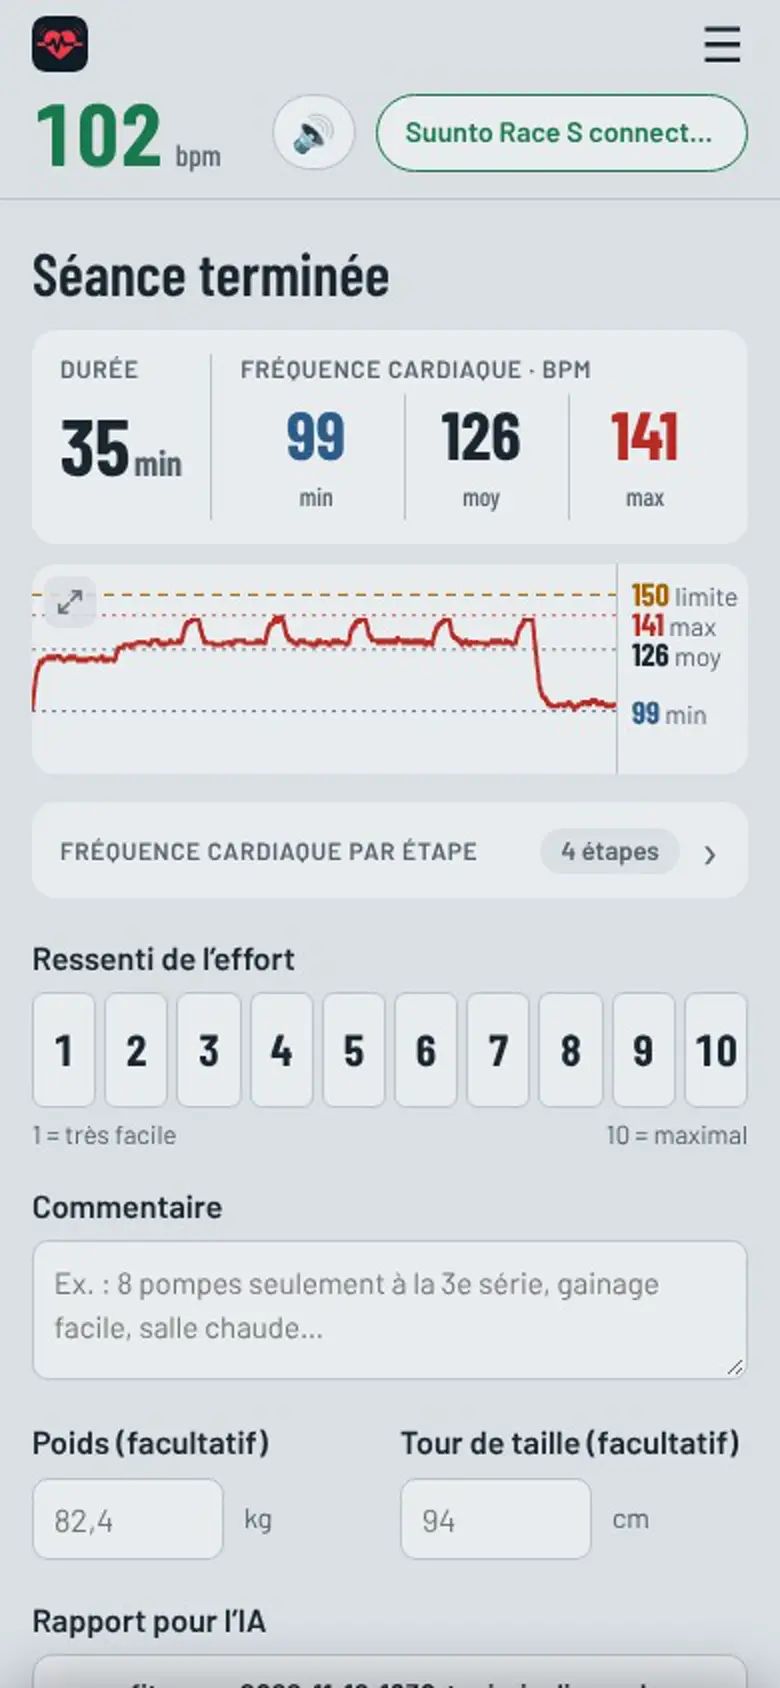 102 bpm
Suunto Race S connect...
Séance terminée
DURÉE
35 min
FRÉQUENCE CARDIAQUE · BPM
99 126 141
min moy max
150 limite
141 max
126 moy
99 min
FRÉQUENCE CARDIAQUE PAR ÉTAPE 4 étapes
Ressenti de l'effort
1 2 3 4 5 6 7 8 9 10
1 = très facile 10 = maximal
Commentaire
Ex. : 8 pompes seulement à la 3e série, gainage
facile, salle chaude...
Poids (facultatif) Tour de taille (facultatif)
82,4 kg 94 cm
Rapport pour l'IA